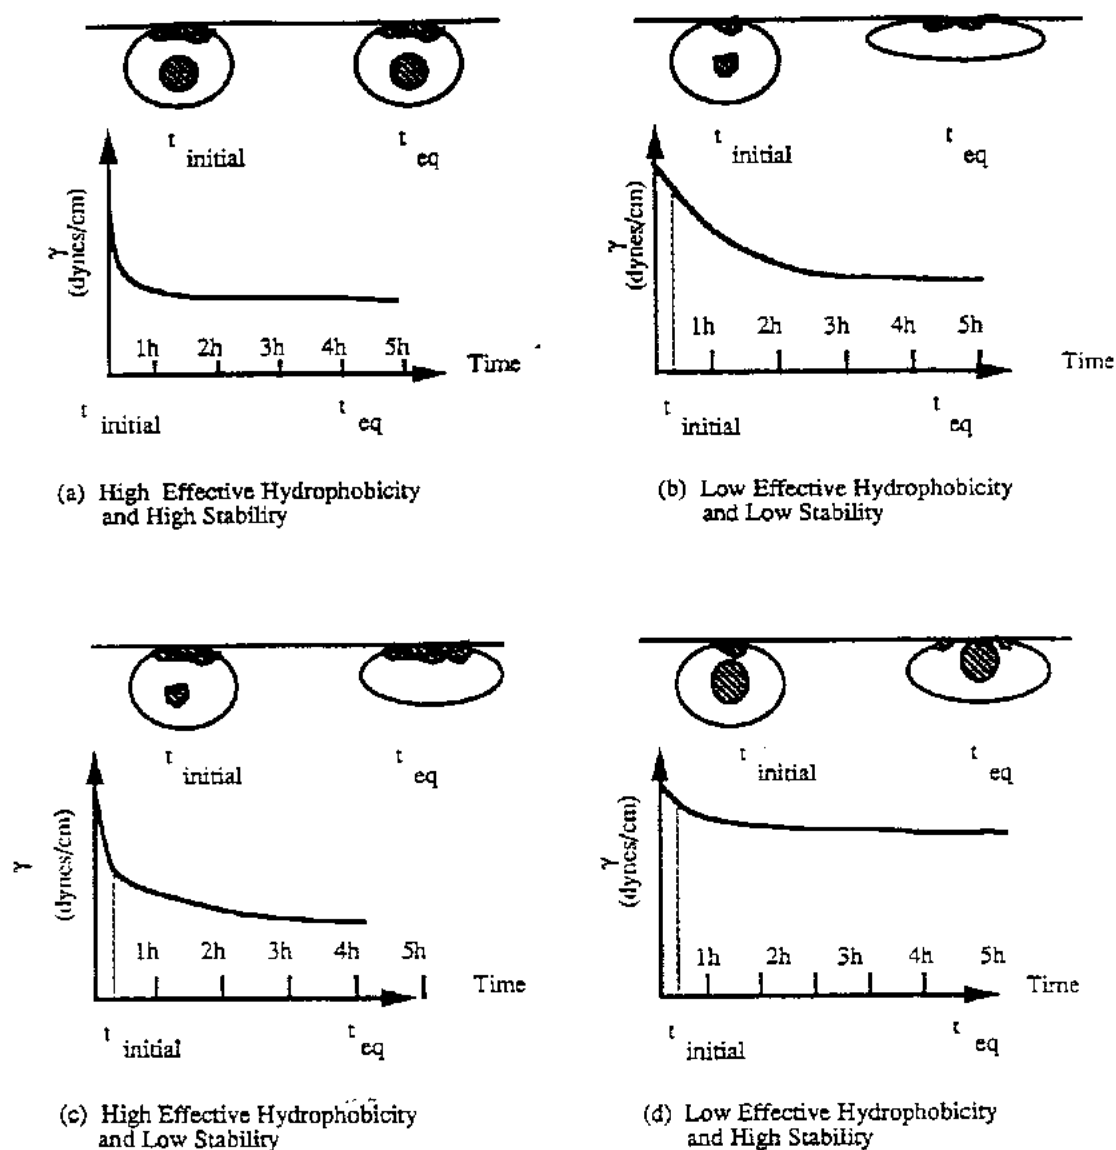 t initial
t eq
γ (dynes/cm)
1h 2h 3h 4h 5h
Time
t initial
t eq
(a) High Effective Hydrophobicity
and High Stability
t initial
t eq
γ (dynes/cm)
1h 2h 3h 4h 5h
Time
t initial
t eq
(b) Low Effective Hydrophobicity
and Low Stability
t initial
t eq
γ (dynes/cm)
1h 2h 3h 4h 5h
Time
t initial
t eq
(c) High Effective Hydrophobicity
and Low Stability
t initial
t eq
γ (dynes/cm)
1h 2h 3h 4h 5h
Time
t initial
t eq
(d) Low Effective Hydrophobicity
and High Stability